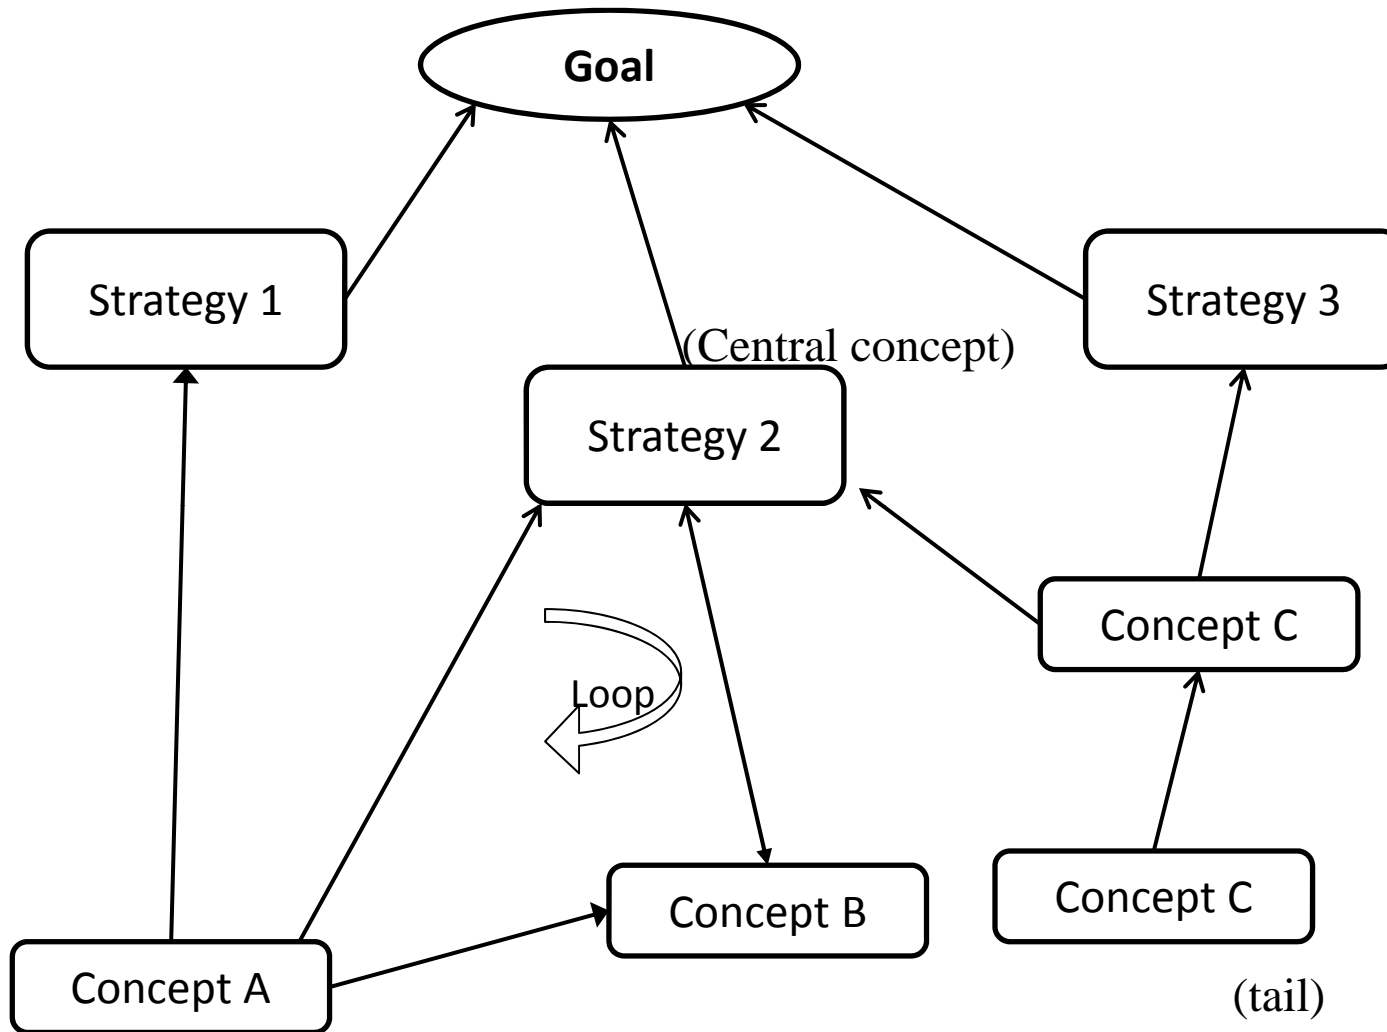 Goal
Strategy 1
Strategy 3
(Central concept)
Strategy 2
Concept C
Loop
Concept B
Concept C
Concept A
(tail)